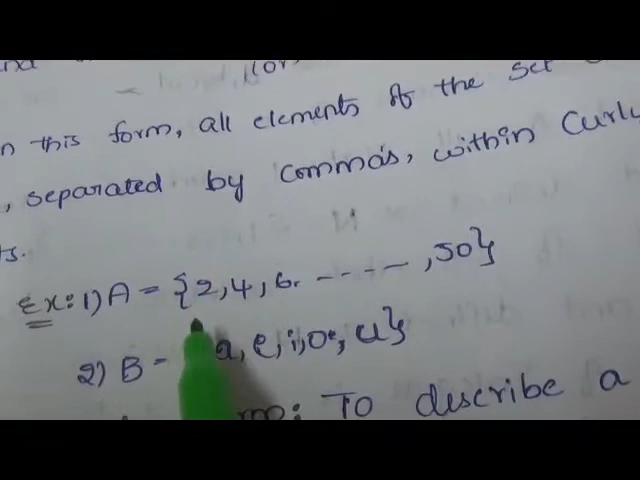 n this form, all elements of the set
, separated by commas, within Curly
ts.
Ex: 1) A = {2, 4, 6. ----- , 50}
2) B = a, e, i, o, u}
m: To describe a